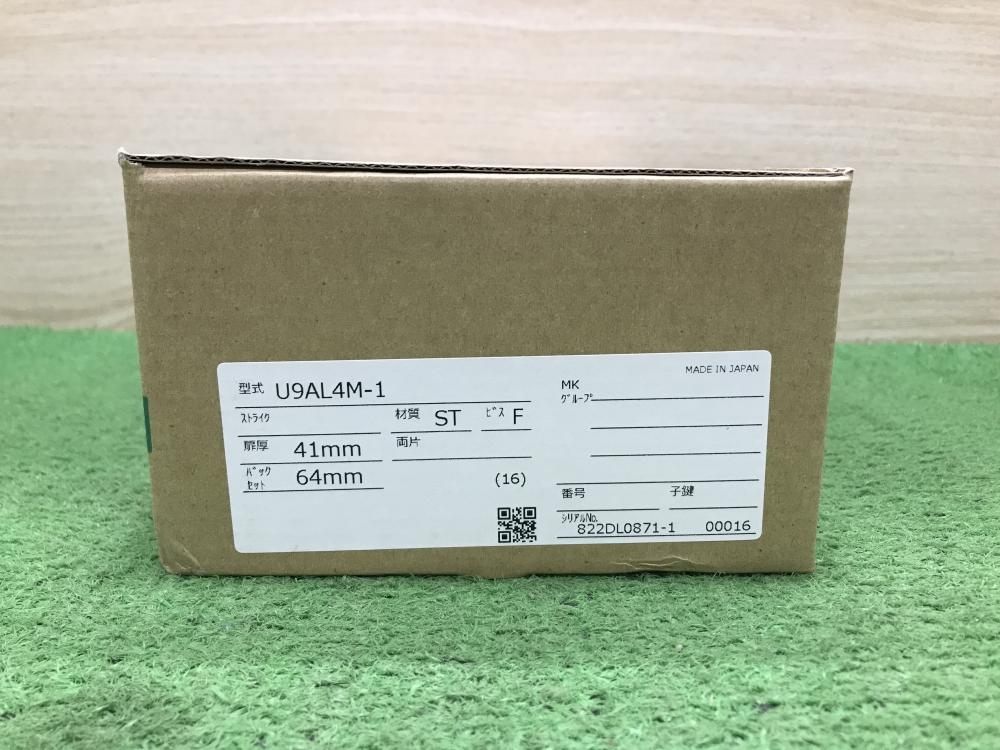 型式 U9AL4M-1
ストライク
材質 ST
ビス F
扉厚 41mm
両片
バックセット 64mm
(16)
MADE IN JAPAN
MK
グループ
番号
子鍵
シリアルNo.
822DL0871-1 00016